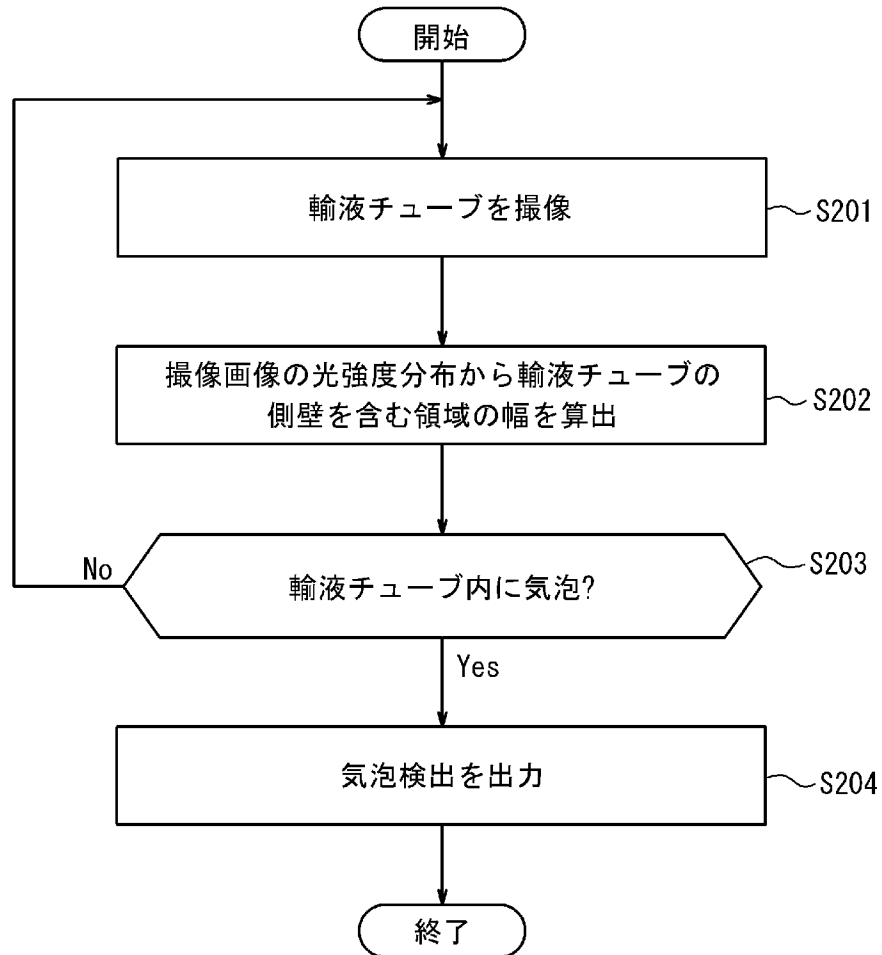 開始
輸液チューブを撮像
S201
撮像画像の光強度分布から輸液チューブの
側壁を含む領域の幅を算出
S202
輸液チューブ内に気泡?
S203
No
Yes
気泡検出を出力
S204
終了